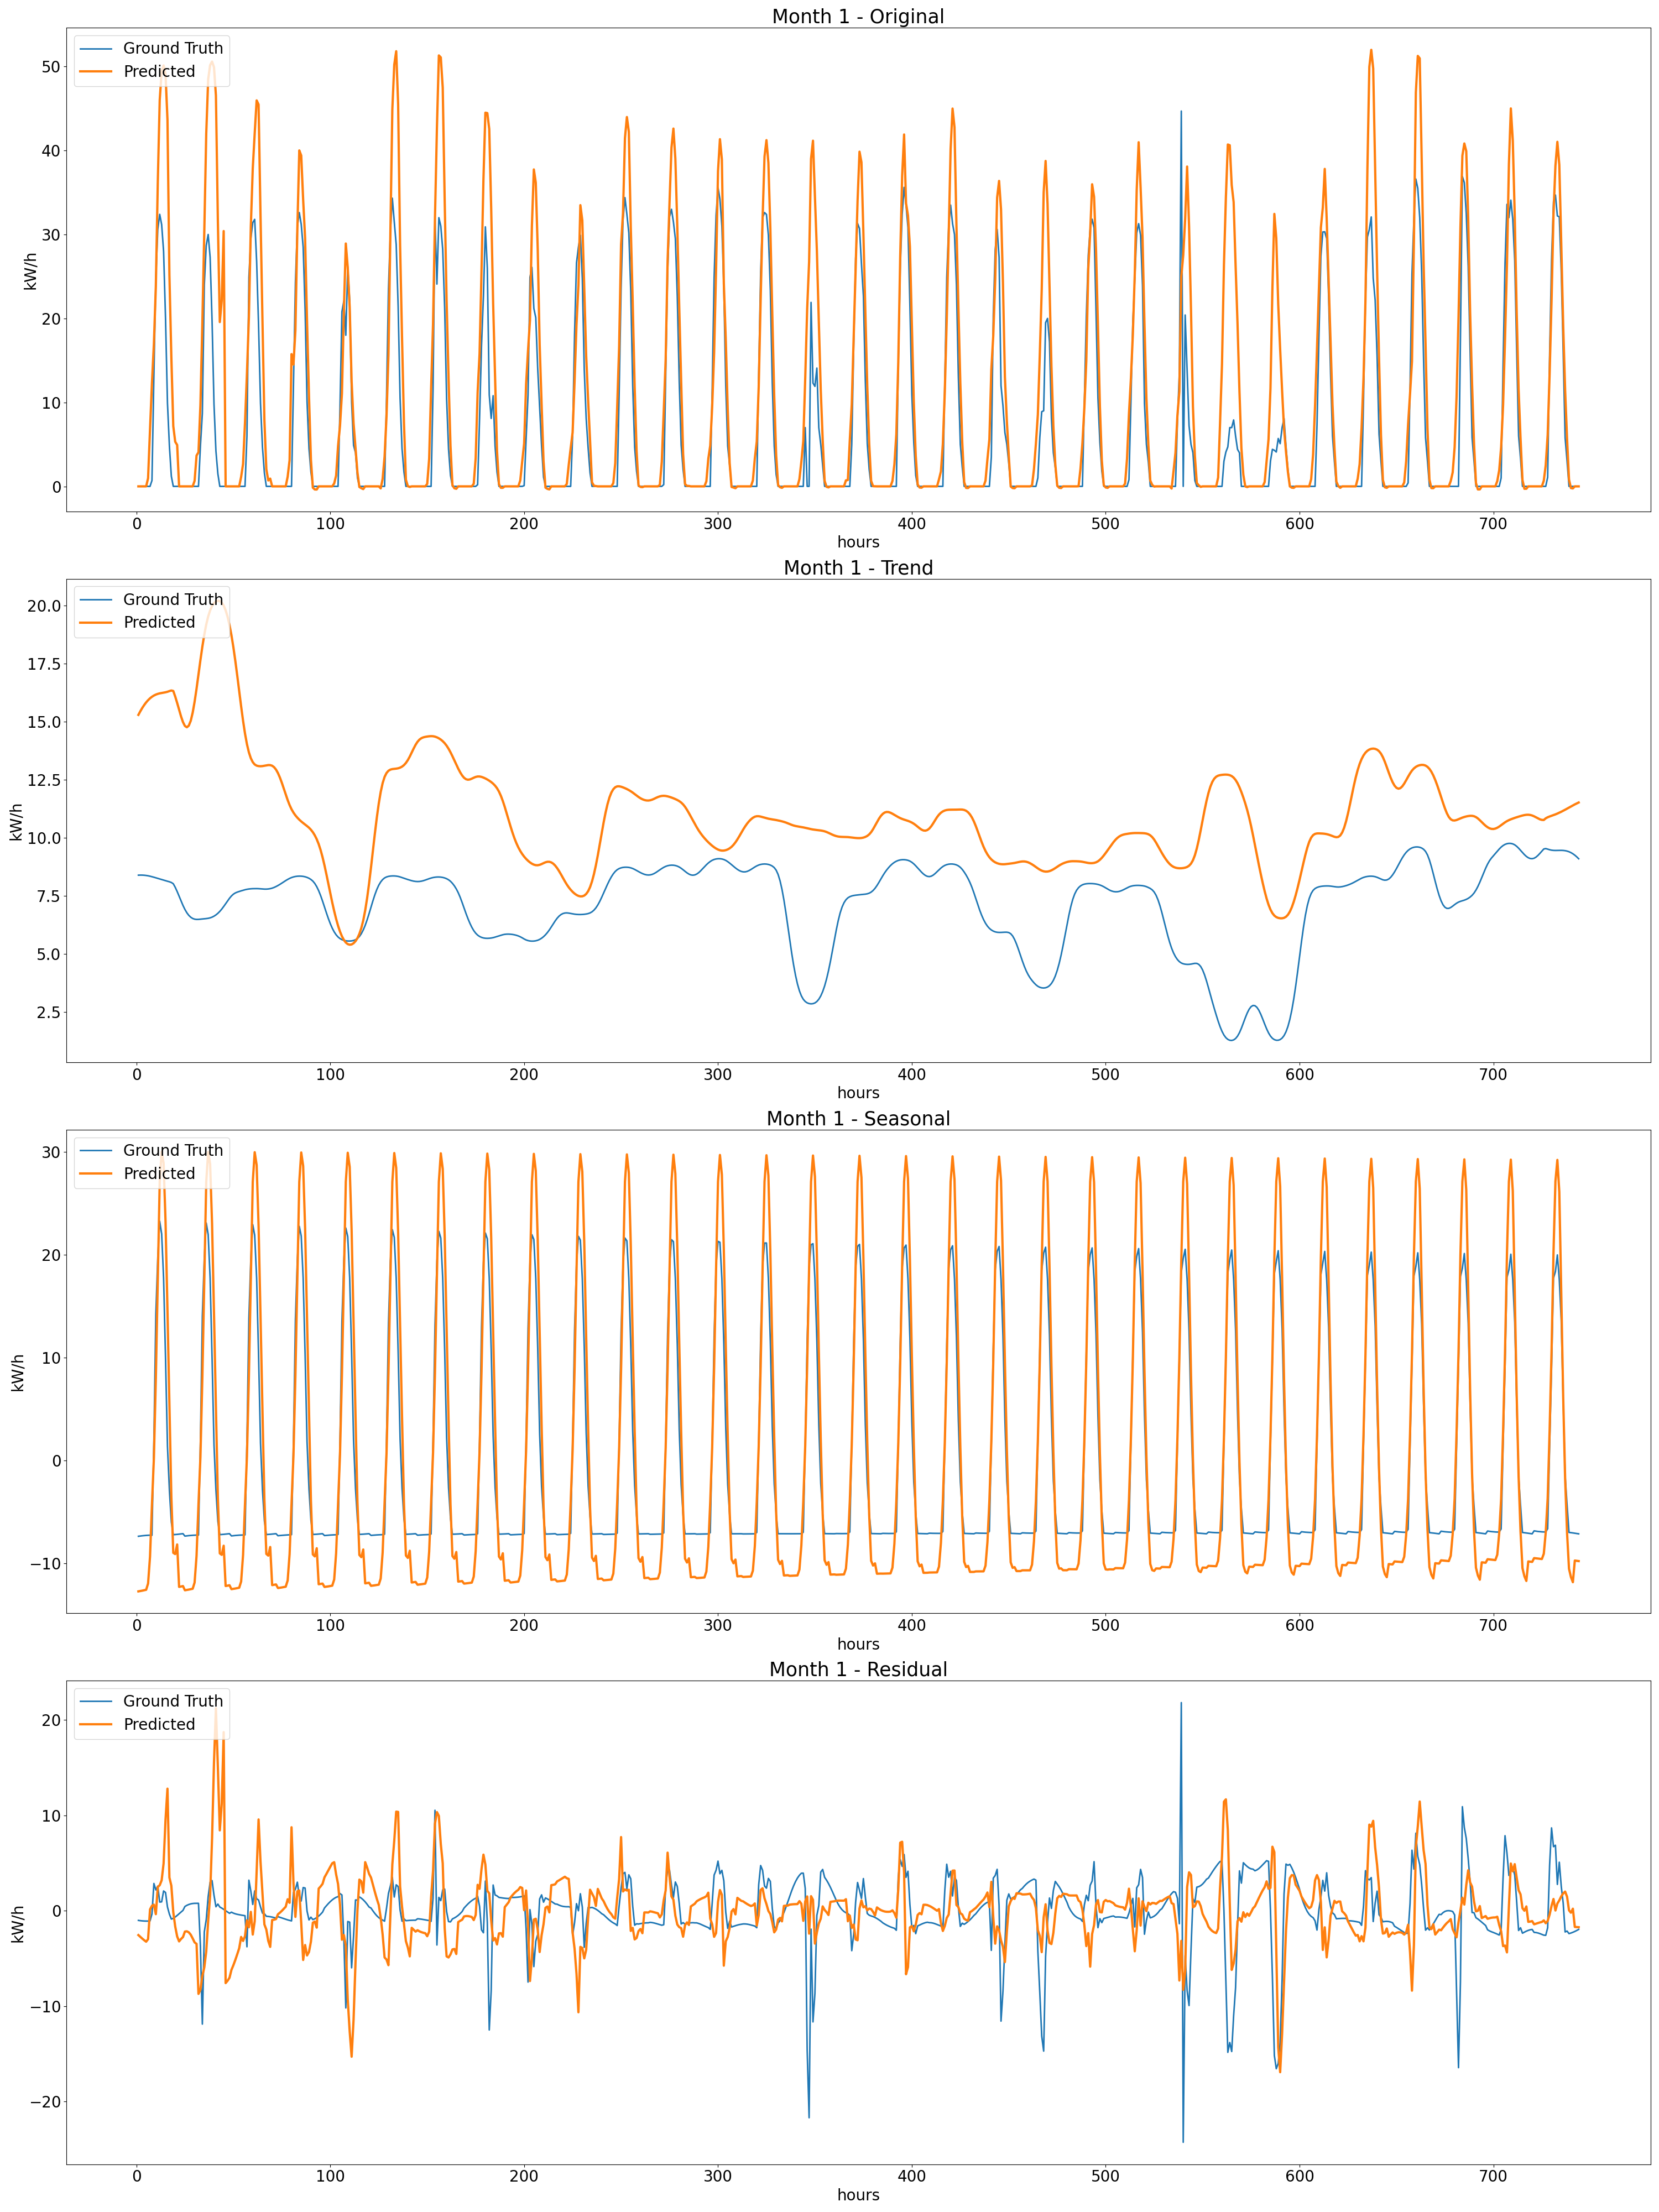 Month 1 - Original
Ground Truth
Predicted
50
40
30
20
10
0
kW/h
0 100 200 300 400 500 600 700
hours
Month 1 - Trend
Ground Truth
Predicted
20.0
17.5
15.0
12.5
10.0
7.5
5.0
2.5
kW/h
0 100 200 300 400 500 600 700
hours
Month 1 - Seasonal
Ground Truth
Predicted
30
20
10
0
−10
kW/h
0 100 200 300 400 500 600 700
hours
Month 1 - Residual
Ground Truth
Predicted
20
10
0
−10
−20
kW/h
0 100 200 300 400 500 600 700
hours